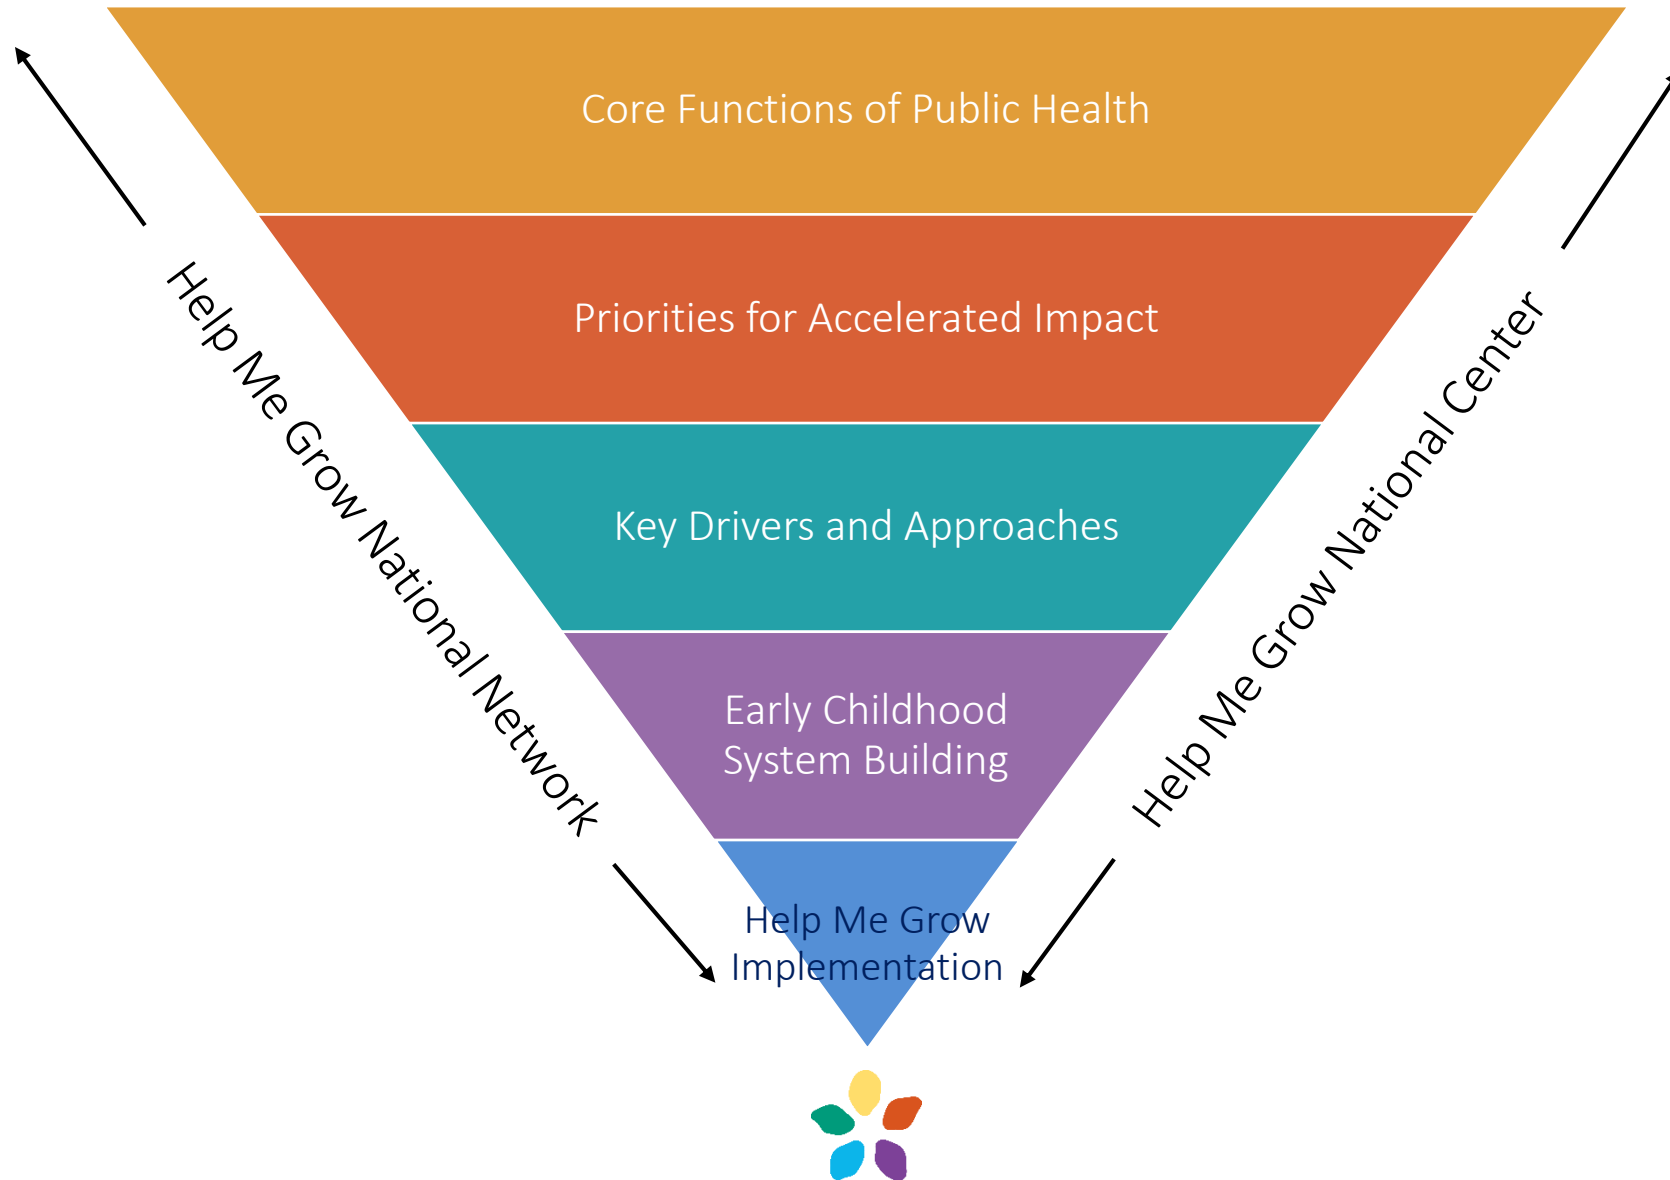 Core Functions of Public Health
Priorities for Accelerated Impact
Key Drivers and Approaches
Early Childhood
System Building
Help Me Grow
Implementation
Help Me Grow National Network
Help Me Grow National Center